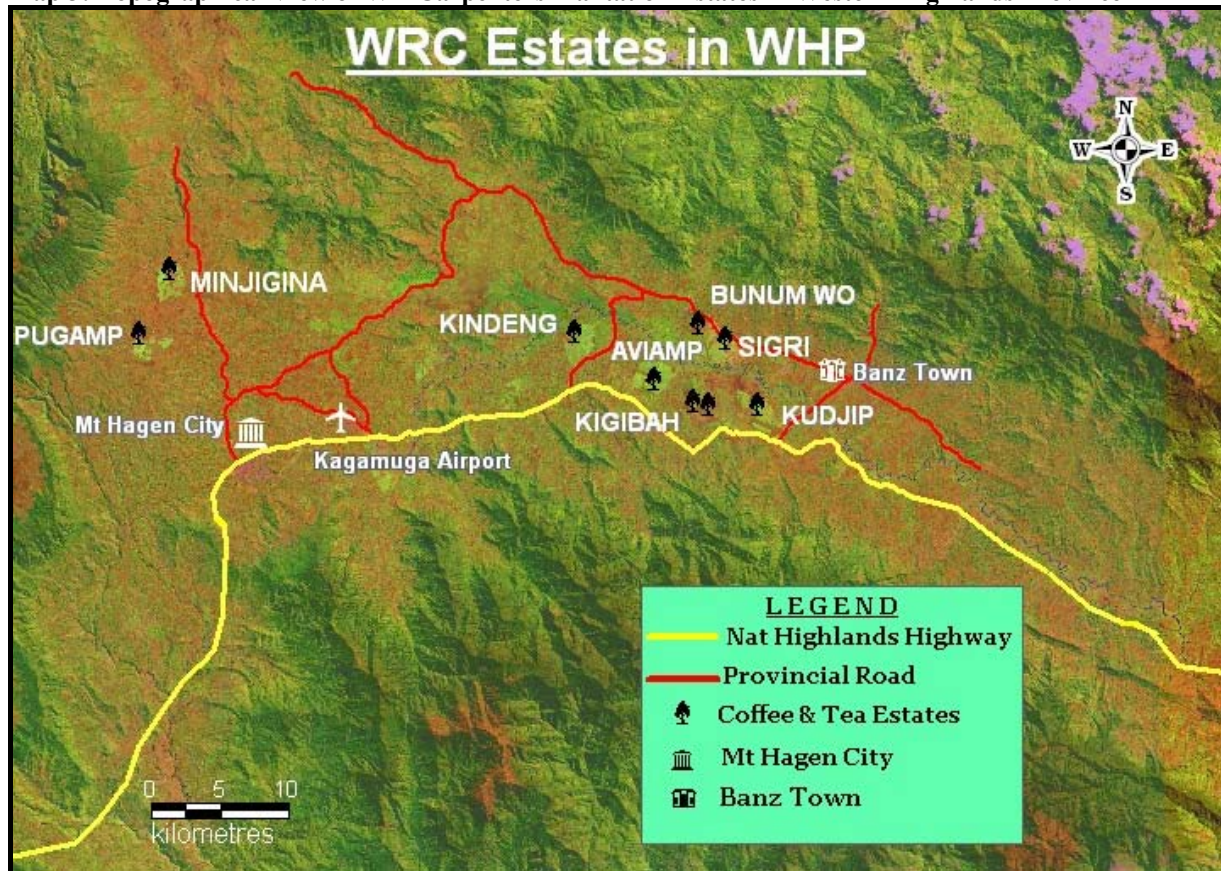 WRC Estates in WHP
N
W E
S
MINJIGINA
PUGAMP
KINDENG
BUNUM WO
AVIAMP
SIGRI
Banz Town
KIGIBAH
KUDJIP
Mt Hagen City
Kagamuga Airport
LEGEND
Nat Highlands Highway
Provincial Road
Coffee & Tea Estates
Mt Hagen City
Banz Town
0 5 10
kilometres